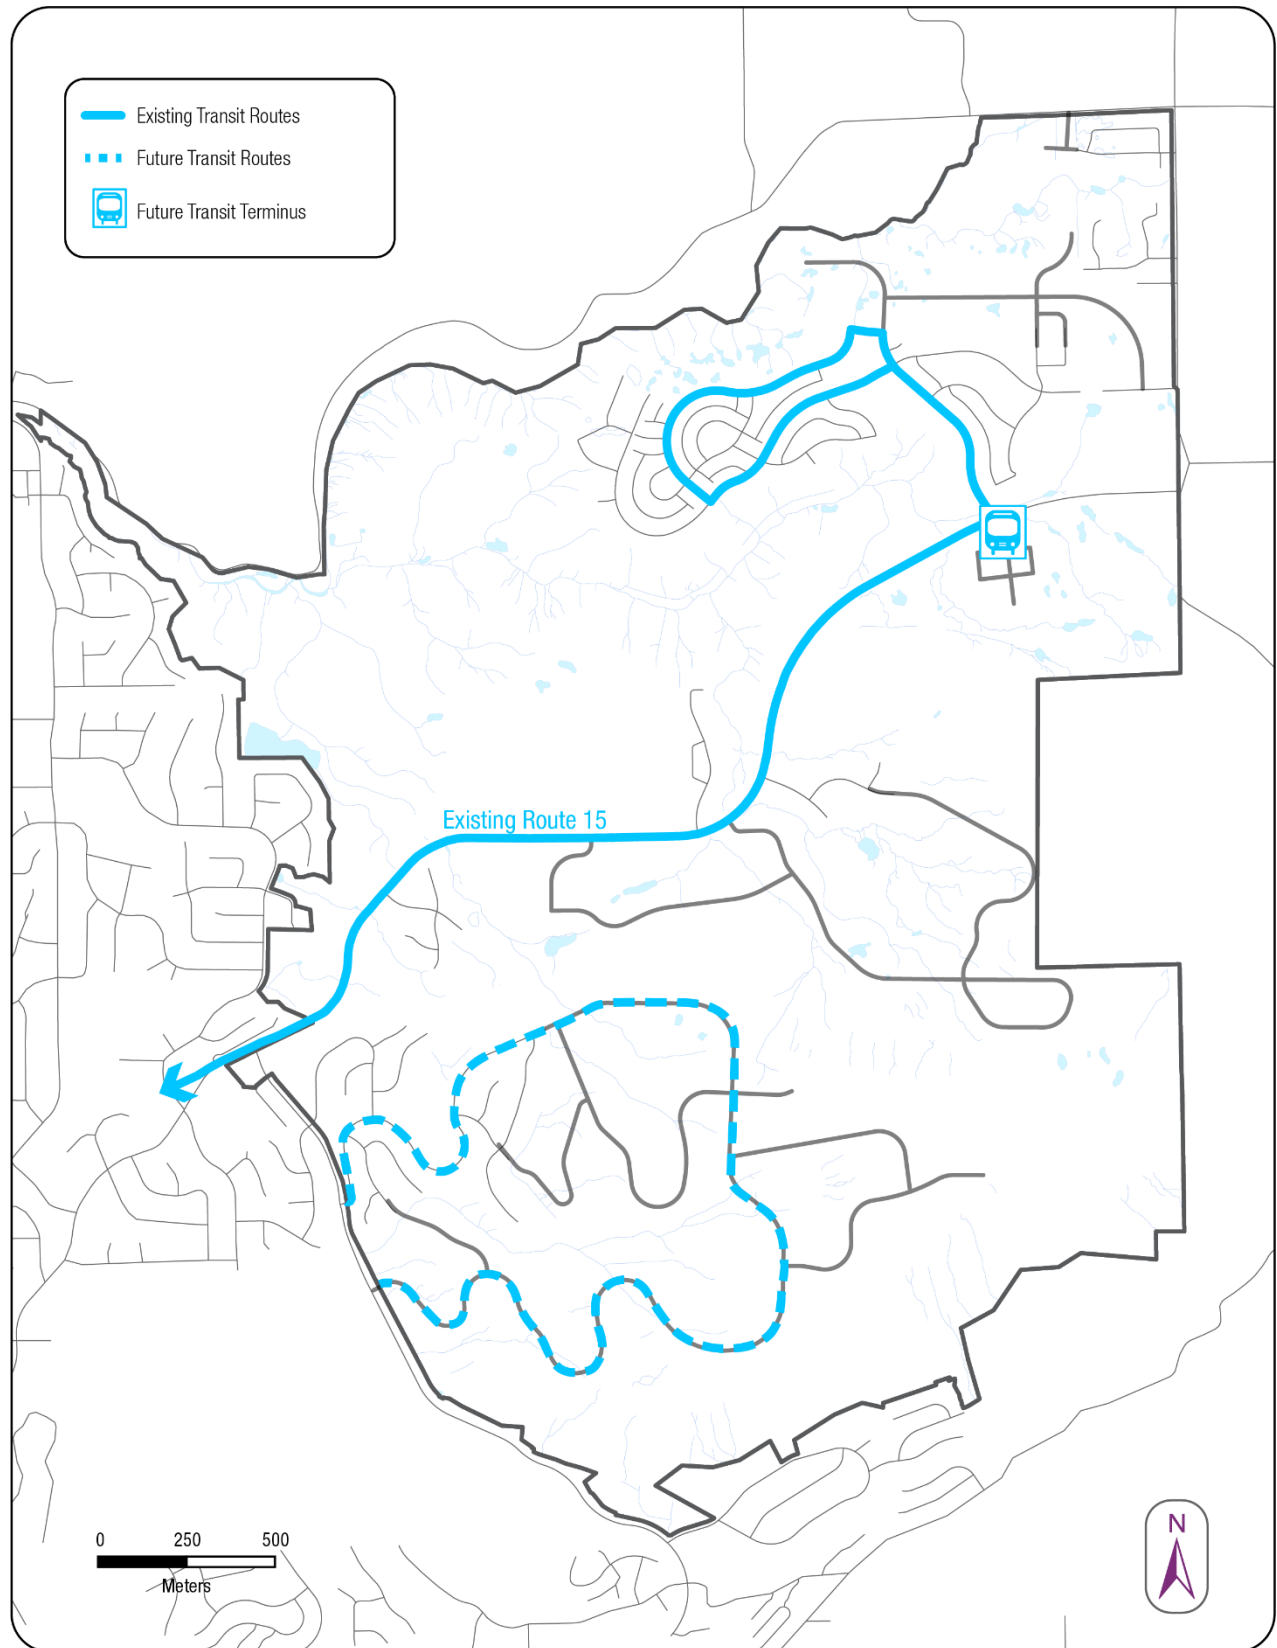 Existing Transit Routes
Future Transit Routes
Future Transit Terminus
Existing Route 15
0 250 500
Meters
N